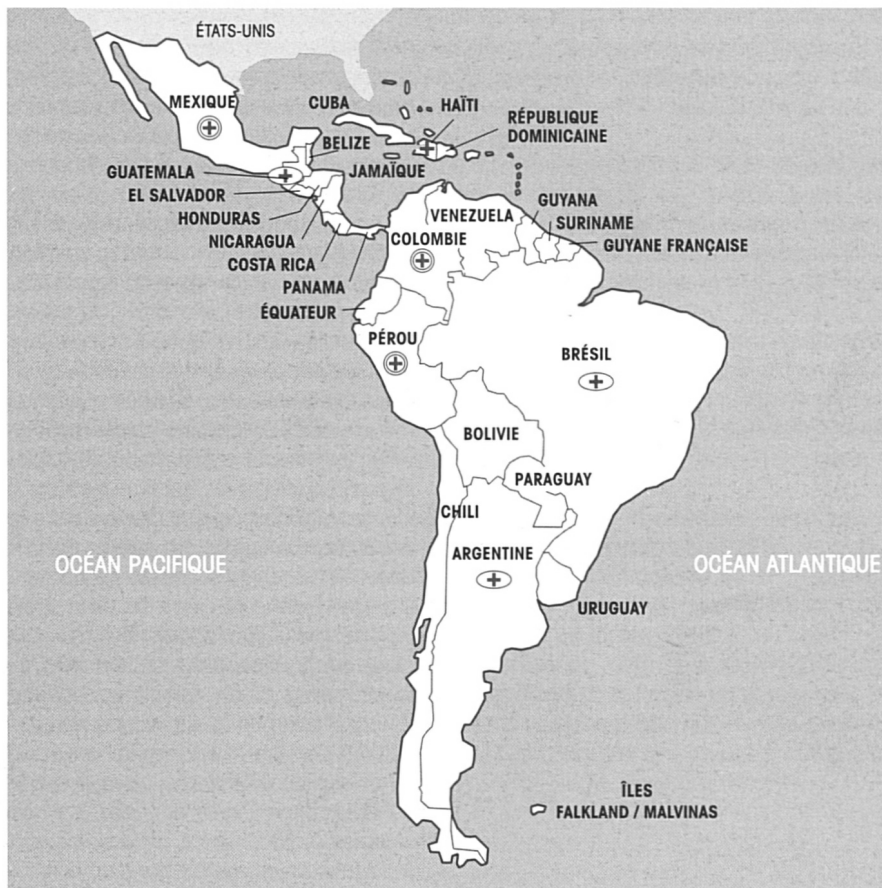 ÉTATS-UNIS
MEXIQUE
CUBA
HAÏTI
RÉPUBLIQUE
DOMINICAINE
BELIZE
GUATEMALA
JAMAÏQUE
EL SALVADOR
HONDURAS
NICARAGUA
COSTA RICA
PANAMA
ÉQUATEUR
VENEZUELA
COLOMBIE
GUYANA
SURINAME
GUYANE FRANÇAISE
PÉROU
BRÉSIL
BOLIVIE
PARAGUAY
CHILI
ARGENTINE
OCÉAN PACIFIQUE
OCÉAN ATLANTIQUE
URUGUAY
ÎLES
FALKLAND / MALVINAS